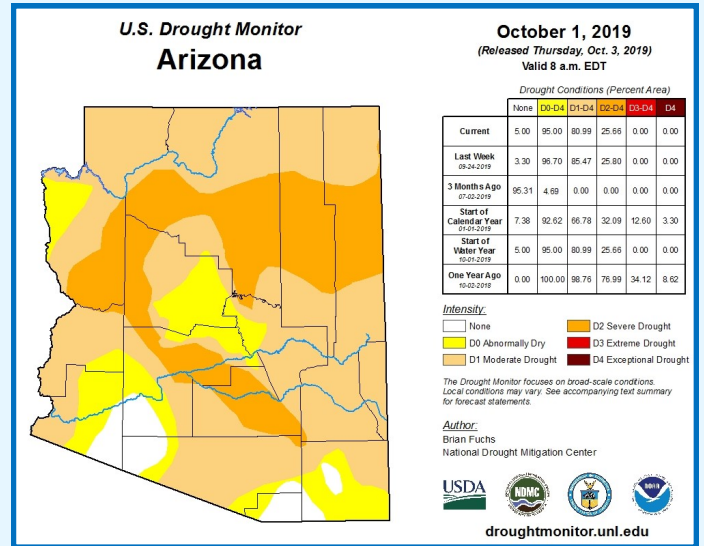 U.S. Drought Monitor
Arizona
October 1, 2019
(Released Thursday, Oct. 3, 2019)
Valid 8 a.m. EDT
Drought Conditions (Percent Area)
None D0-D4 D1-D4 D2-D4 D3-D4 D4
Current 5.00 95.00 80.99 25.66 0.00 0.00
Last Week 09-24-2019 3.30 96.70 85.47 25.80 0.00 0.00
3 Months Ago 07-02-2019 95.31 4.69 0.00 0.00 0.00 0.00
Start of Calendar Year 01-01-2019 7.38 92.62 66.78 32.09 12.60 3.30
Start of Water Year 10-01-2019 5.00 95.00 80.99 25.66 0.00 0.00
One Year Ago 10-02-2018 0.00 100.00 98.76 76.99 34.12 8.62
Intensity:
None
D0 Abnormally Dry
D1 Moderate Drought
D2 Severe Drought
D3 Extreme Drought
D4 Exceptional Drought
The Drought Monitor focuses on broad-scale conditions.
Local conditions may vary. See accompanying text summary
for forecast statements.
Author:
Brian Fuchs
National Drought Mitigation Center
USDA
NDMC
NOAA
droughtmonitor.unl.edu